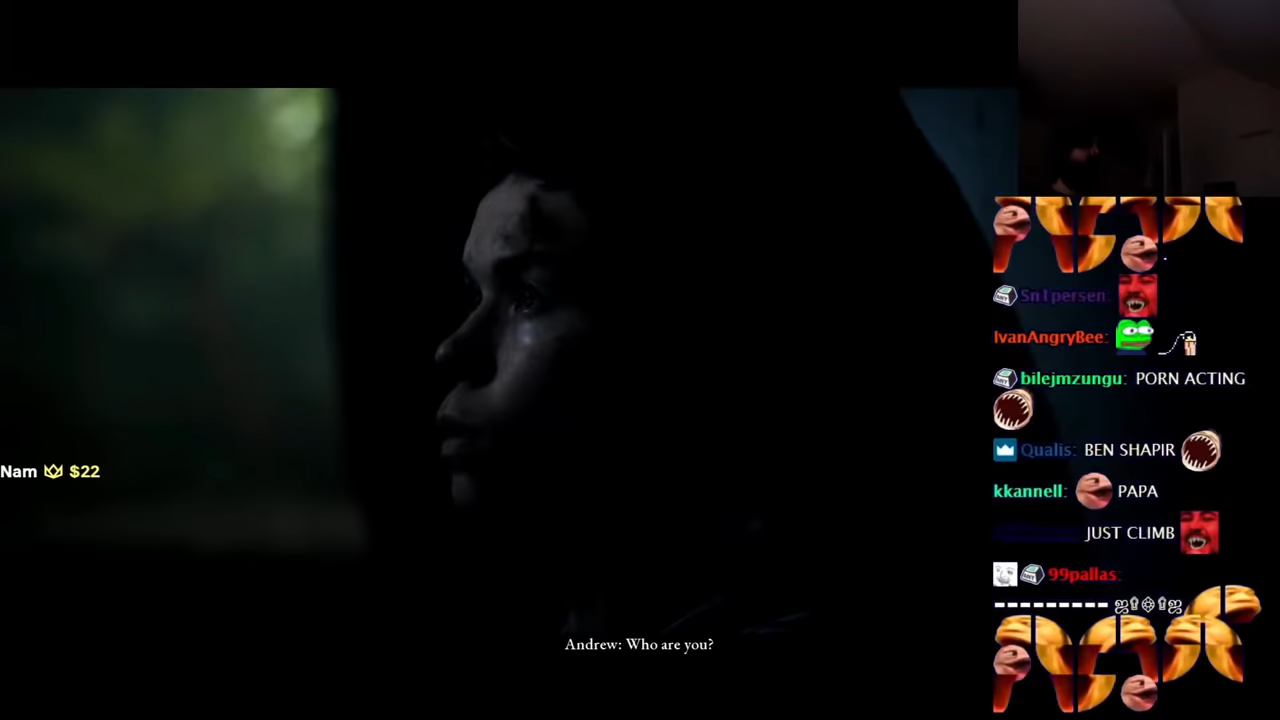 Sn1persen:
IvanAngryBee:
bilejmzungu: PORN ACTING
Qualis: BEN SHAPIR
Nam $22
kkannell: PAPA
JUST CLIMB
99pallas:
Andrew: Who are you?